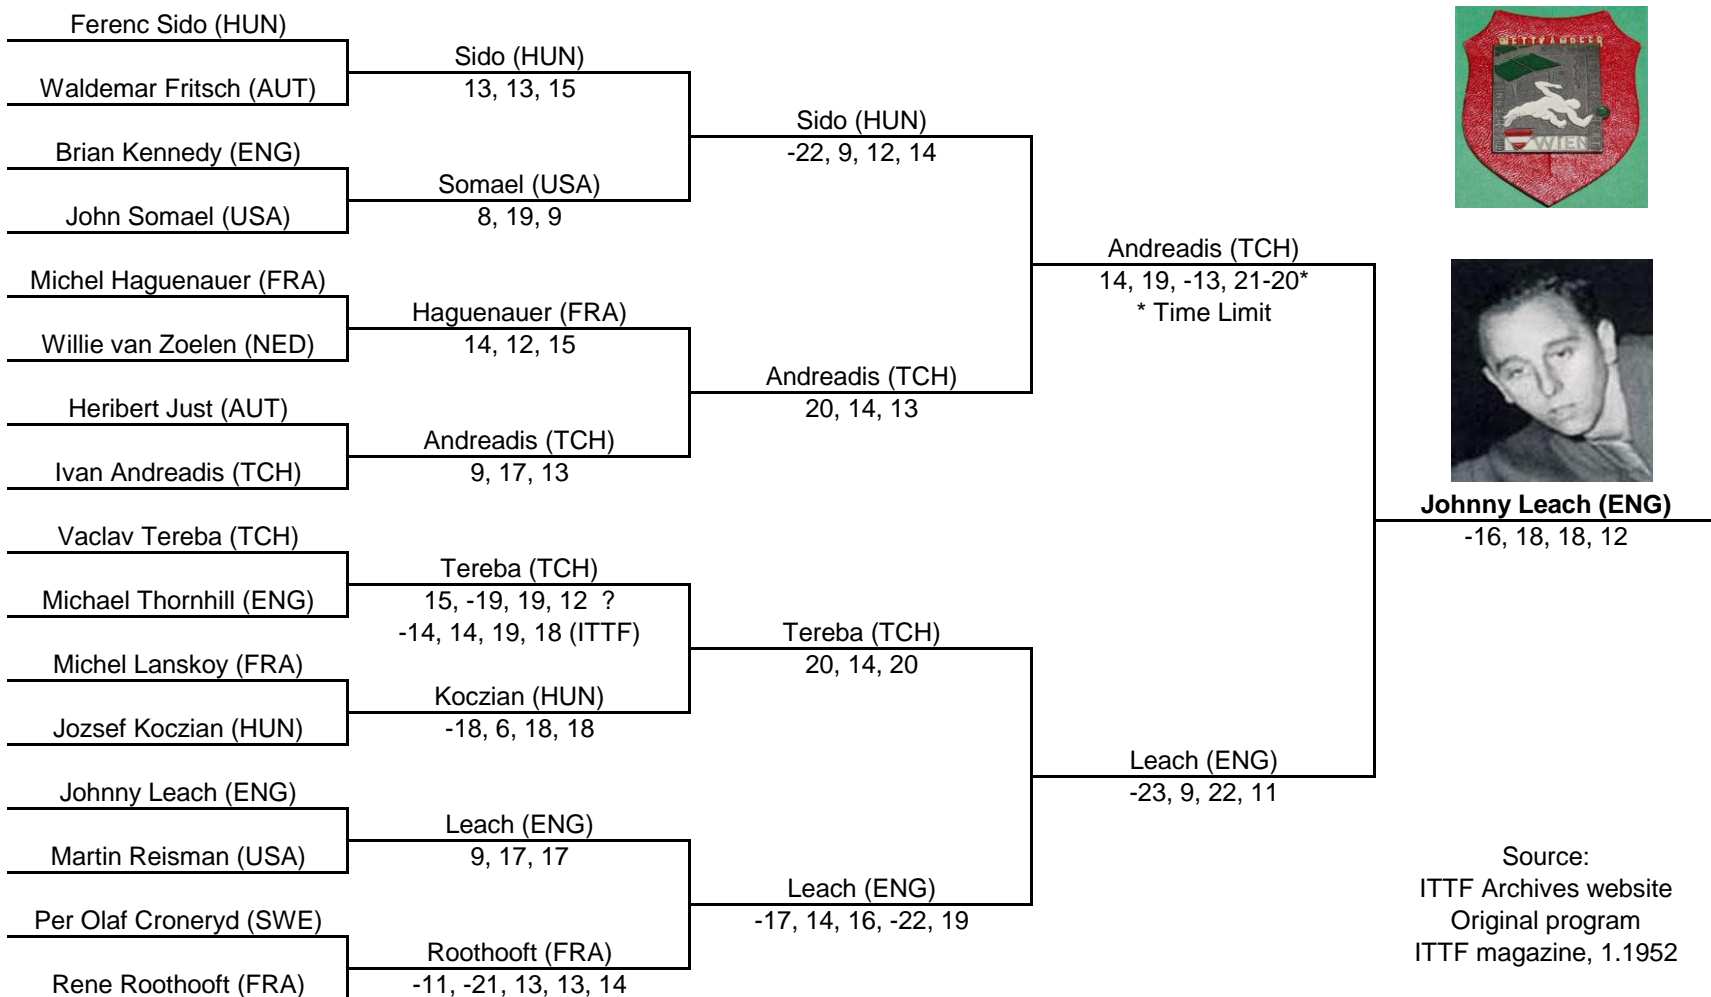 Ferenc Sido (HUN)
Waldemar Fritsch (AUT)
Brian Kennedy (ENG)
John Somael (USA)
Michel Haguenauer (FRA)
Willie van Zoelen (NED)
Heribert Just (AUT)
Ivan Andreadis (TCH)
Vaclav Tereba (TCH)
Michael Thornhill (ENG)
Michel Lanskoy (FRA)
Jozsef Koczian (HUN)
Johnny Leach (ENG)
Martin Reisman (USA)
Per Olaf Croneryd (SWE)
Rene Roothooft (FRA)
Sido (HUN)
13, 13, 15
Somael (USA)
8, 19, 9
Haguenauer (FRA)
14, 12, 15
Andreadis (TCH)
9, 17, 13
Tereba (TCH)
15, -19, 19, 12 ?
-14, 14, 19, 18 (ITTF)
Koczian (HUN)
-18, 6, 18, 18
Leach (ENG)
9, 17, 17
Roothooft (FRA)
-11, -21, 13, 13, 14
Sido (HUN)
-22, 9, 12, 14
Andreadis (TCH)
20, 14, 13
Tereba (TCH)
20, 14, 20
Leach (ENG)
-17, 14, 16, -22, 19
Andreadis (TCH)
14, 19, -13, 21-20*
* Time Limit
Leach (ENG)
-23, 9, 22, 11
WETTKÄMPFER
WIEN
Johnny Leach (ENG)
-16, 18, 18, 12
Source:
ITTF Archives website
Original program
ITTF magazine, 1.1952